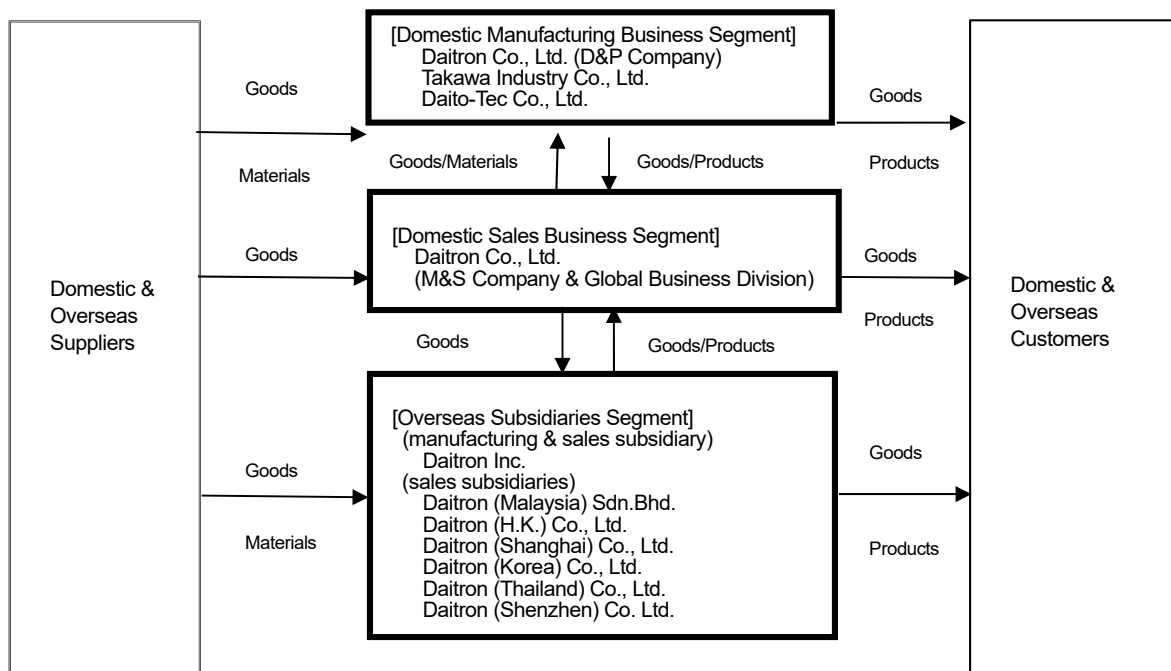 [Domestic Manufacturing Business Segment]
Daitron Co., Ltd. (D&P Company)
Takawa Industry Co., Ltd.
Daito-Tec Co., Ltd.
Goods
Materials
Goods
Products
Goods/Materials
Goods/Products
[Domestic Sales Business Segment]
Daitron Co., Ltd.
(M&S Company & Global Business Division)
Goods
Goods
Products
Domestic &
Overseas
Suppliers
Domestic &
Overseas
Customers
Goods
Goods/Products
[Overseas Subsidiaries Segment]
(manufacturing & sales subsidiary)
Daitron Inc.
(sales subsidiaries)
Daitron (Malaysia) Sdn.Bhd.
Daitron (H.K.) Co., Ltd.
Daitron (Shanghai) Co., Ltd.
Daitron (Korea) Co., Ltd.
Daitron (Thailand) Co., Ltd.
Daitron (Shenzhen) Co. Ltd.
Goods
Materials
Goods
Products